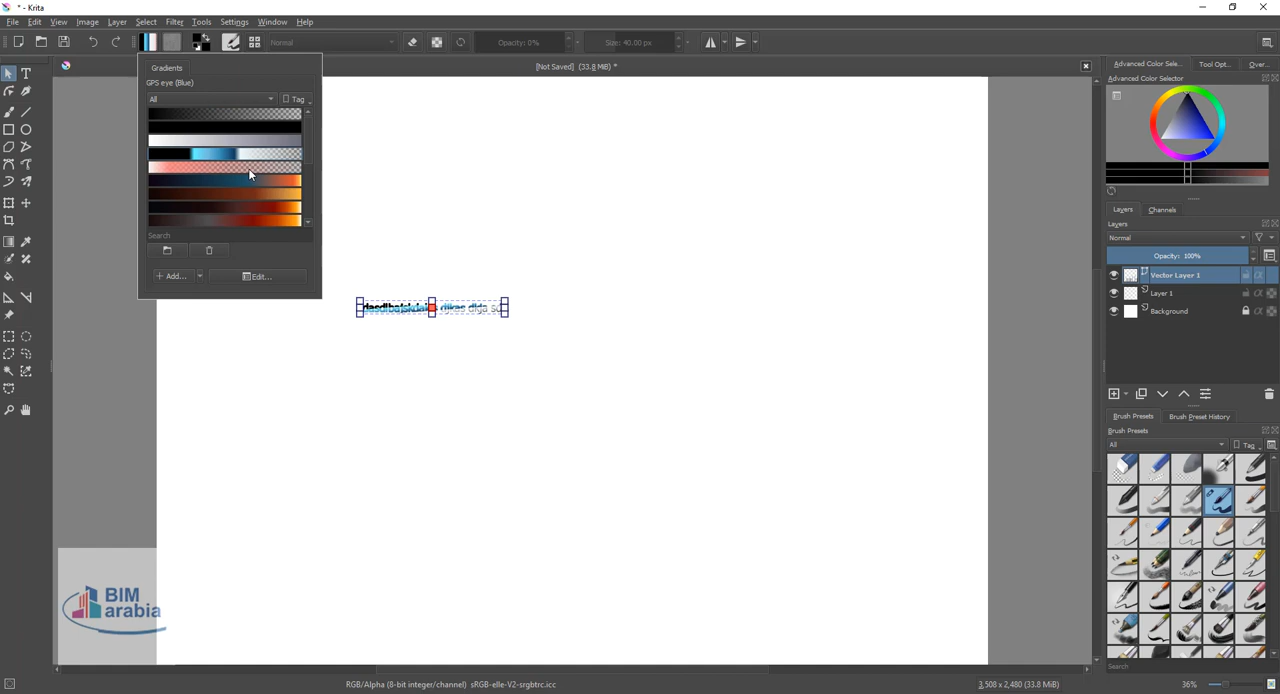 * - Krita
File Edit View Image Layer Select Filter Tools Settings Window Help
Normal Opacity: 0% Size: 40.00 px
[Not Saved] (33.8 MiB) *
Gradients
GPS eye (Blue)
All Tag
Search
Add... Edit...
Advanced Color Sele... Tool Opt... Over...
Advanced Color Selector
Layers Channels
Layers
Normal
Opacity: 100%
Vector Layer 1
Layer 1
Background
Brush Presets Brush Preset History
Brush Presets
All Tag
Search
BIM
arabia
RGB/Alpha (8-bit integer/channel) sRGB-elle-V2-srgbtrc.icc 3,508 x 2,480 (33.8 MiB) 36%